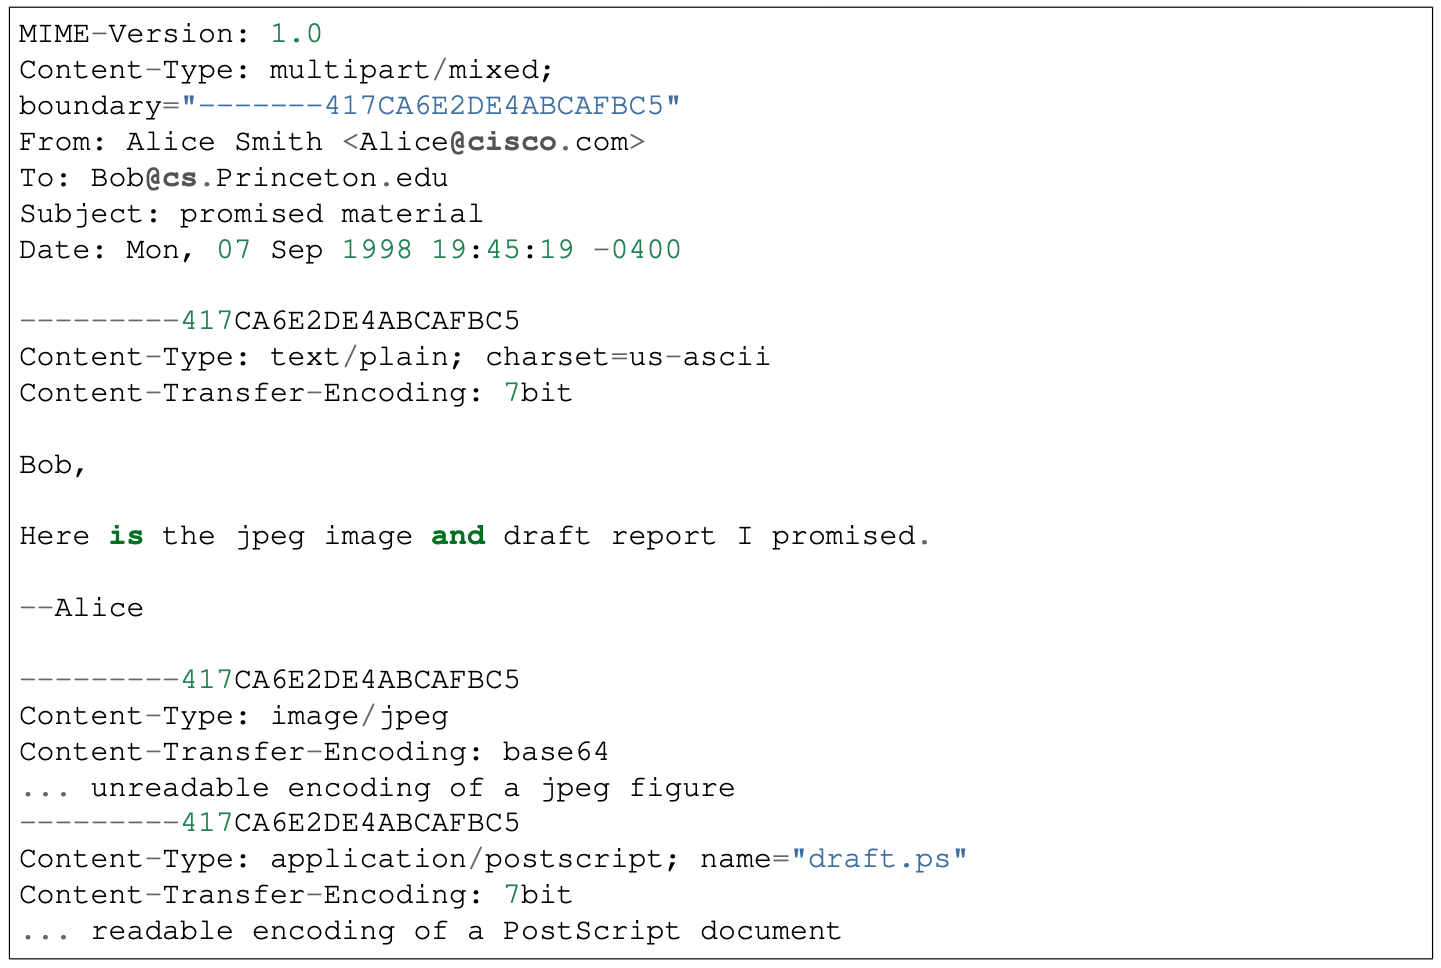 MIME-Version: 1.0
Content-Type: multipart/mixed;
boundary="-------417CA6E2DE4ABCAFBC5"
From: Alice Smith <Alice@cisco.com>
To: Bob@cs.Princeton.edu
Subject: promised material
Date: Mon, 07 Sep 1998 19:45:19 -0400
---------417CA6E2DE4ABCAFBC5
Content-Type: text/plain; charset=us-ascii
Content-Transfer-Encoding: 7bit
Bob,
Here is the jpeg image and draft report I promised.
--Alice
---------417CA6E2DE4ABCAFBC5
Content-Type: image/jpeg
Content-Transfer-Encoding: base64
... unreadable encoding of a jpeg figure
---------417CA6E2DE4ABCAFBC5
Content-Type: application/postscript; name="draft.ps"
Content-Transfer-Encoding: 7bit
... readable encoding of a PostScript document